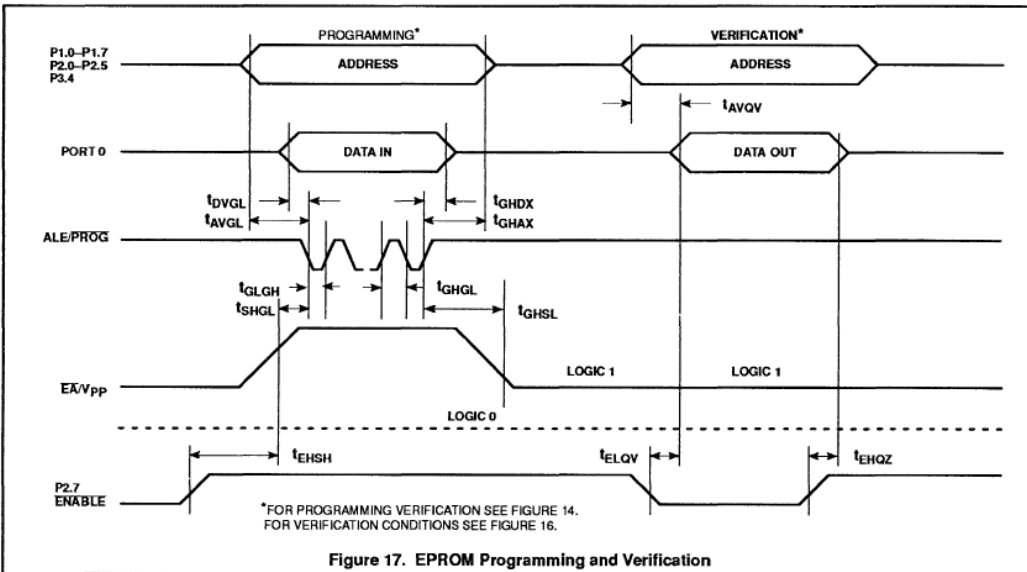 PROGRAMMING*
VERIFICATION*
P1.0–P1.7
P2.0–P2.5
P3.4
ADDRESS
ADDRESS
tAVQV
PORT 0
DATA IN
DATA OUT
tDVGL
tGHDX
tAVGL
tGHAX
ALE/PROG
tGLGH
tGHGL
tSHGL
tGHSL
LOGIC 1
LOGIC 1
EA/VPP
LOGIC 0
tEHSH
tELQV
tEHQZ
P2.7
ENABLE
*FOR PROGRAMMING VERIFICATION SEE FIGURE 14.
FOR VERIFICATION CONDITIONS SEE FIGURE 16.
Figure 17. EPROM Programming and Verification